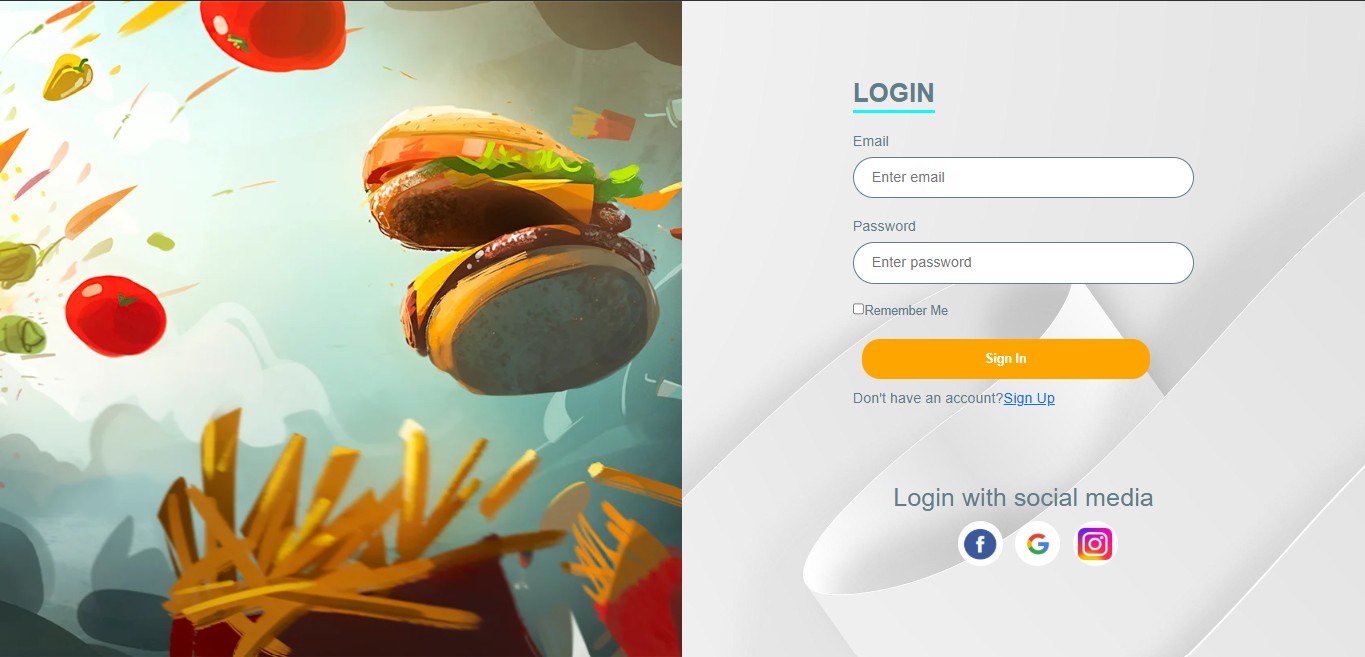 LOGIN
Email
Enter email
Password
Enter password
Remember Me
Sign In
Don't have an account?Sign Up
Login with social media